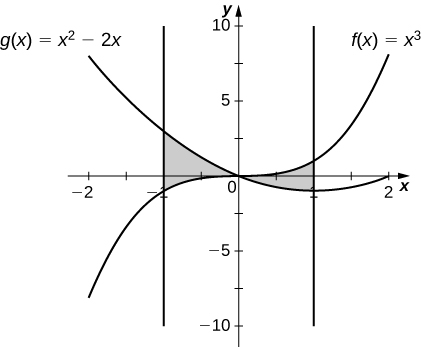 y
10
g(x) = x² − 2x
f(x) = x³
5
−2
−1
0
1
2
x
−5
−10